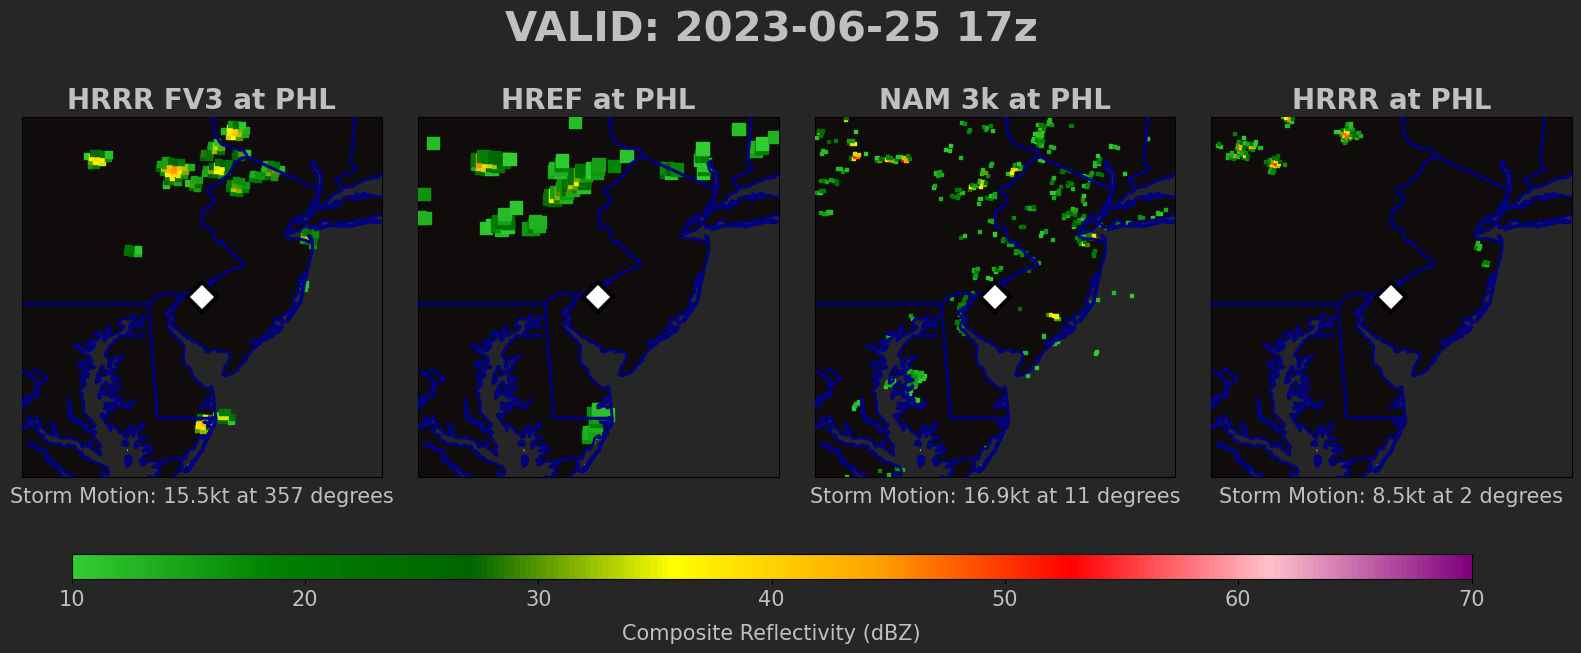 VALID: 2023-06-25 17z
HRRR FV3 at PHL
HREF at PHL
NAM 3k at PHL
HRRR at PHL
Storm Motion: 15.5kt at 357 degrees
Storm Motion: 16.9kt at 11 degrees
Storm Motion: 8.5kt at 2 degrees
10 20 30 40 50 60 70
Composite Reflectivity (dBZ)